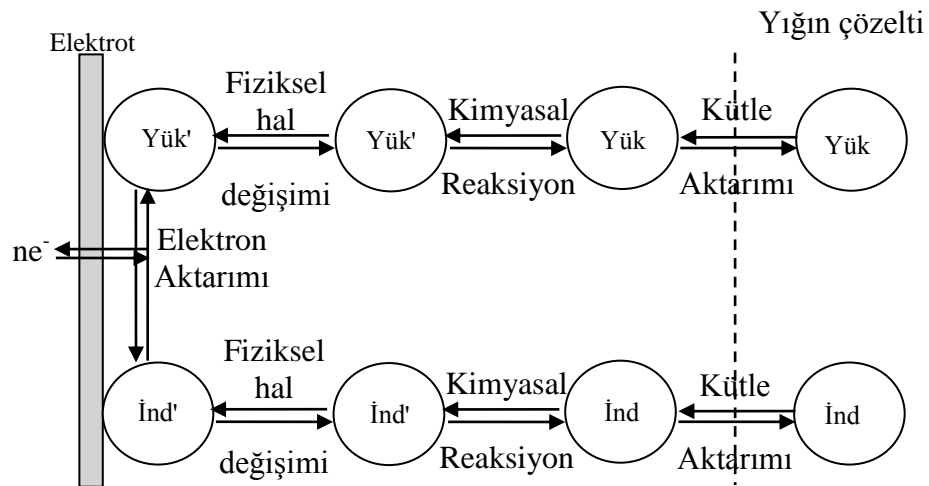 Yığın çözelti
Elektrot
Fiziksel
hal
değişimi
Kimyasal
Reaksiyon
Kütle
Aktarımı
Yük'
Yük'
Yük
Yük
ne⁻
Elektron
Aktarımı
Fiziksel
hal
değişimi
Kimyasal
Reaksiyon
Kütle
Aktarımı
İnd'
İnd'
İnd
İnd